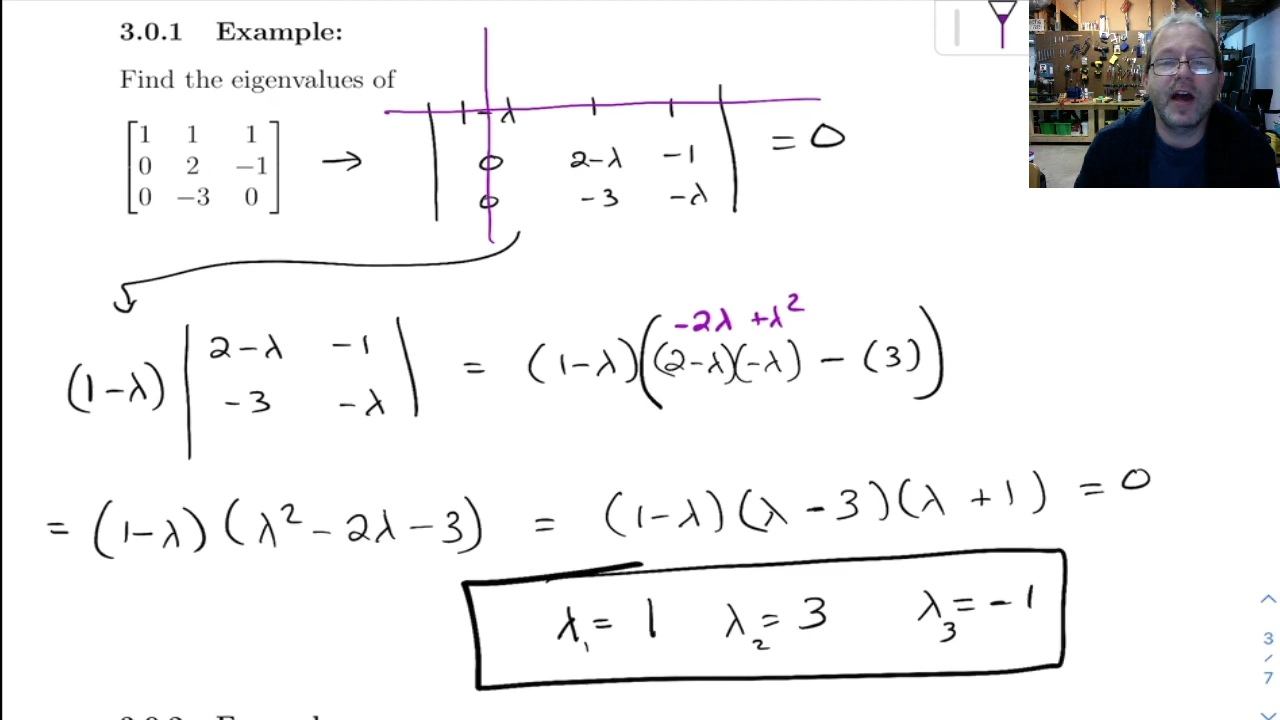 3.0.1 Example:
Find the eigenvalues of
[1 1 1
0 2 −1
0 −3 0] → | 1-λ 1 1
0 2-λ -1
0 -3 -λ | = 0
(1-λ) | 2-λ -1
-3 -λ | = (1-λ)((2-λ)(-λ) - (3))
-2λ +λ²
= (1-λ)(λ² - 2λ - 3) = (1-λ)(λ - 3)(λ + 1) = 0
λ₁ = 1 λ₂ = 3 λ₃ = -1
3
/
7